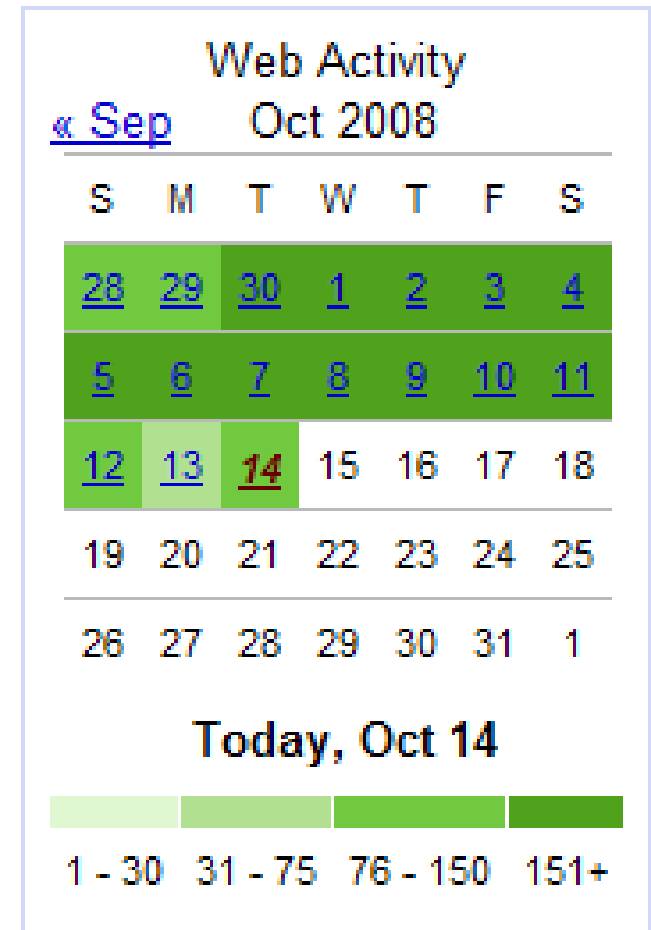 Web Activity
« Sep Oct 2008
S M T W T F S
28 29 30 1 2 3 4
5 6 7 8 9 10 11
12 13 14 15 16 17 18
19 20 21 22 23 24 25
26 27 28 29 30 31 1
Today, Oct 14
1 - 30 31 - 75 76 - 150 151+